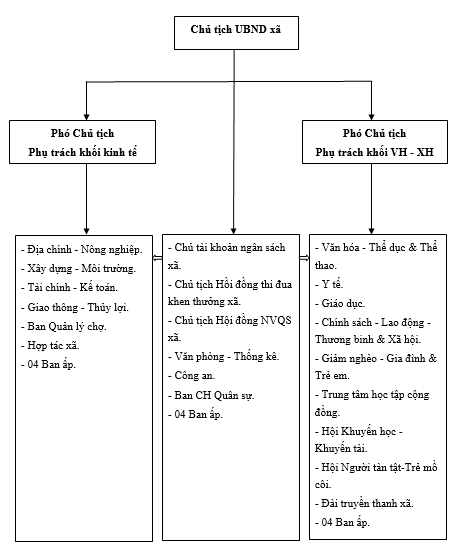 Chủ tịch UBND xã
Phó Chủ tịch
Phụ trách khối kinh tế
Phó Chủ tịch
Phụ trách khối VH - XH
- Địa chính - Nông nghiệp.
- Xây dựng - Môi trường.
- Tài chính - Kế toán.
- Giao thông - Thủy lợi.
- Ban Quản lý chợ.
- Hợp tác xã.
- 04 Ban ấp.
- Chủ tài khoản ngân sách
xã.
- Chủ tịch Hồi đồng thi đua
khen thưởng xã.
- Chủ tịch Hội đồng NVQS
xã.
- Văn phòng - Thống kê.
- Công an.
- Ban CH Quân sự.
- 04 Ban ấp.
- Văn hóa - Thể dục & Thể
thao.
- Y tế.
- Giáo dục.
- Chính sách - Lao động -
Thương binh & Xã hội.
- Giảm nghèo - Gia đình &
Trẻ em.
- Trung tâm học tập cộng
đồng.
- Hội Khuyến học -
Khuyến tài.
- Hội Người tàn tật-Trẻ mồ
côi.
- Đài truyền thanh xã.
- 04 Ban ấp.